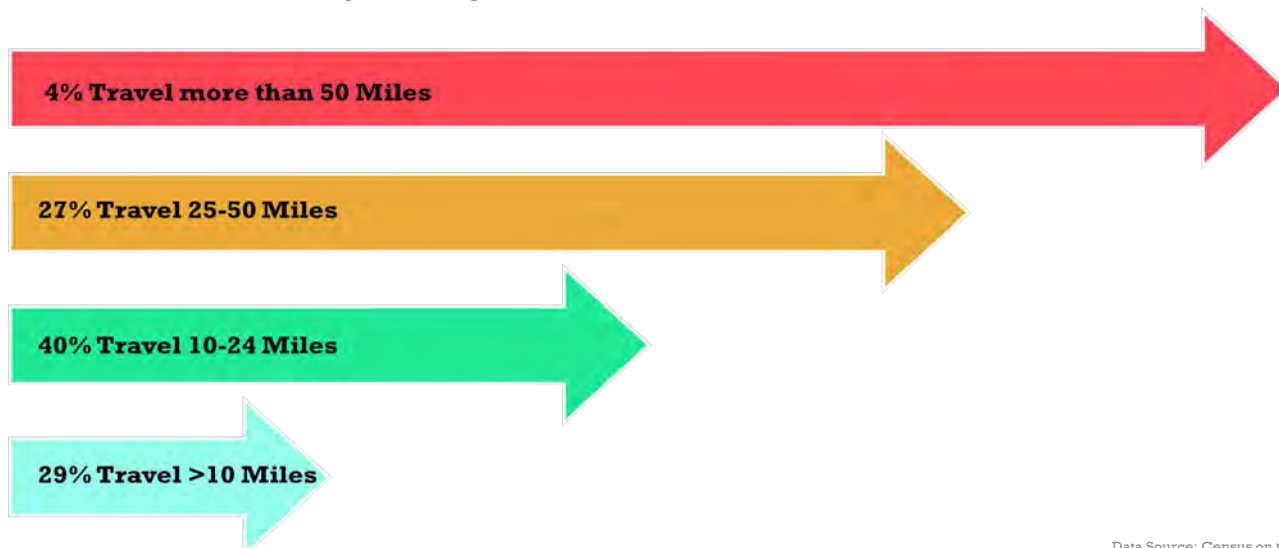 4% Travel more than 50 Miles
27% Travel 25-50 Miles
40% Travel 10-24 Miles
29% Travel >10 Miles
Data Source: Census on